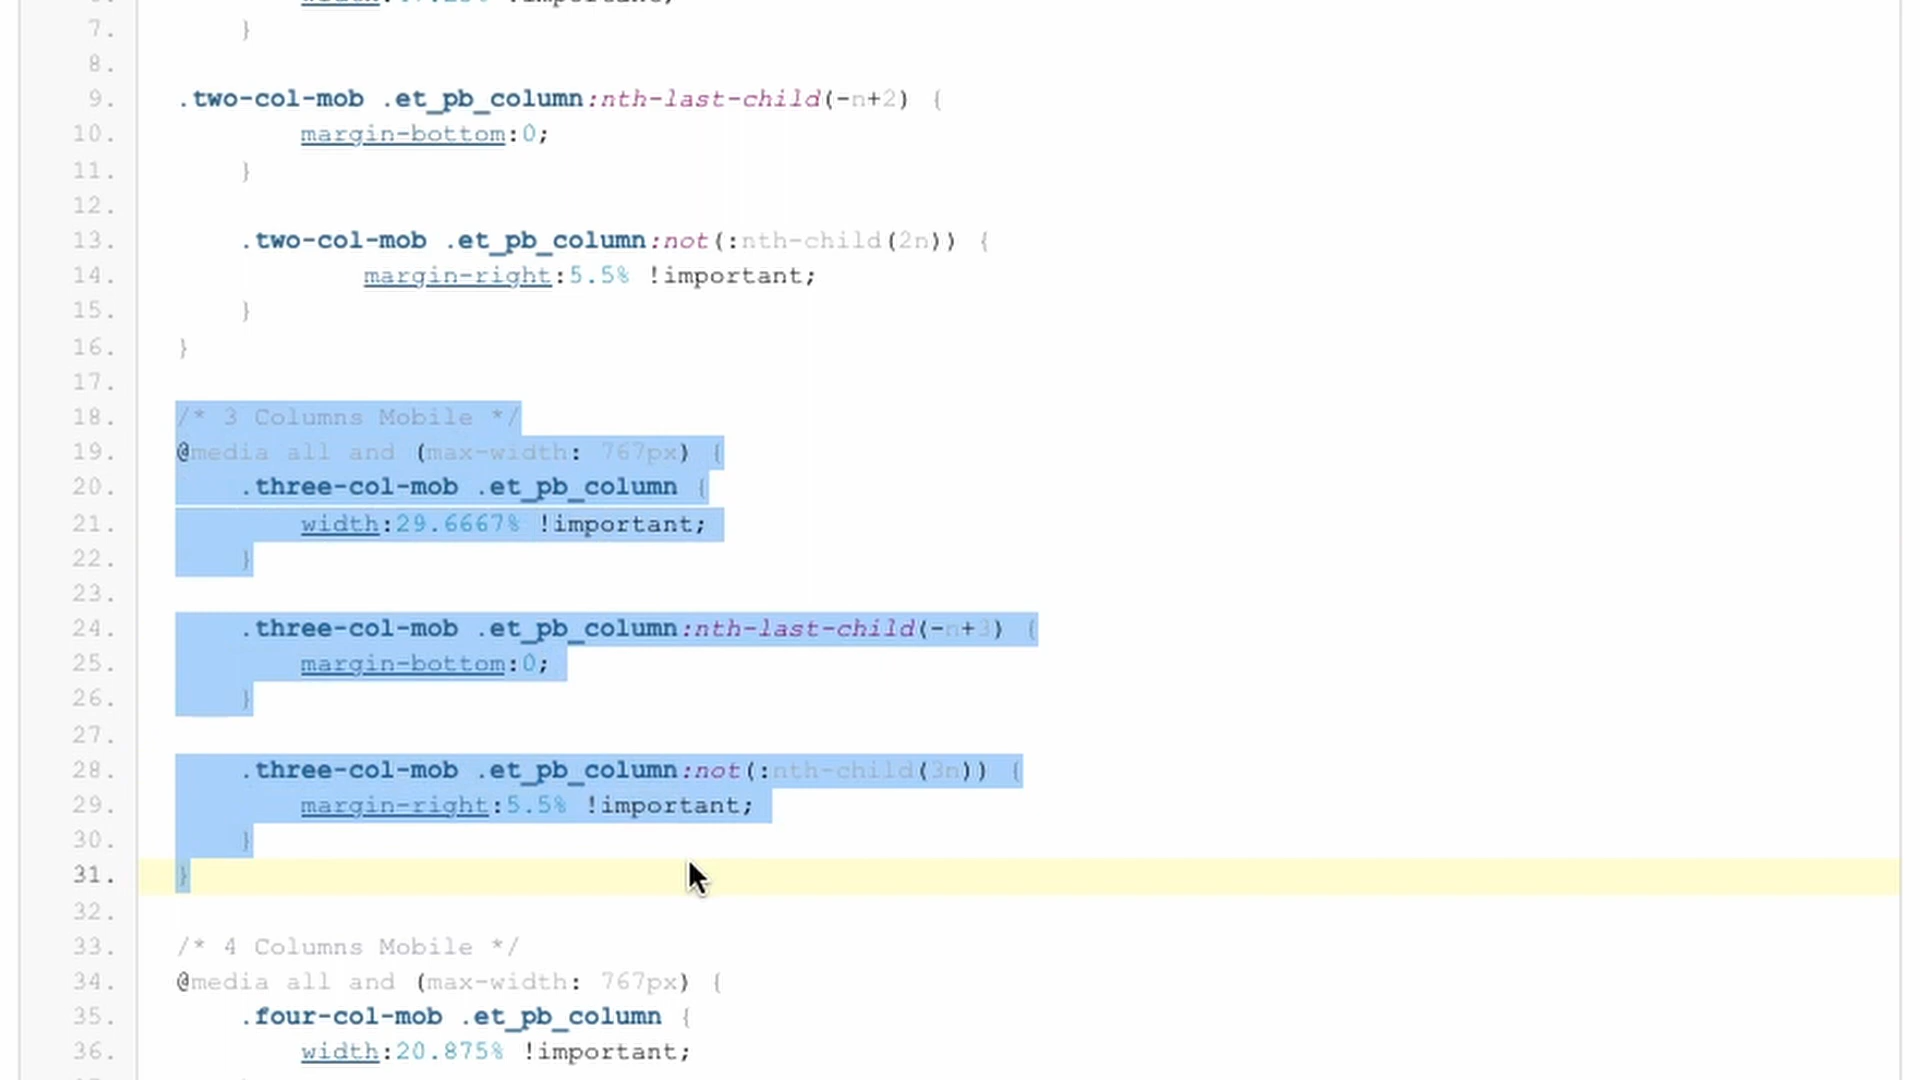 7. }
8.
9. .two-col-mob .et_pb_column:nth-last-child(-n+2) {
10. margin-bottom:0;
11. }
12.
13. .two-col-mob .et_pb_column:not(:nth-child(2n)) {
14. margin-right:5.5% !important;
15. }
16. }
17.
18. /* 3 Columns Mobile */
19. @media all and (max-width: 767px) {
20. .three-col-mob .et_pb_column {
21. width:29.6667% !important;
22. }
23.
24. .three-col-mob .et_pb_column:nth-last-child(-n+3) {
25. margin-bottom:0;
26. }
27.
28. .three-col-mob .et_pb_column:not(:nth-child(3n)) {
29. margin-right:5.5% !important;
30. }
31. }
32.
33. /* 4 Columns Mobile */
34. @media all and (max-width: 767px) {
35. .four-col-mob .et_pb_column {
36. width:20.875% !important;